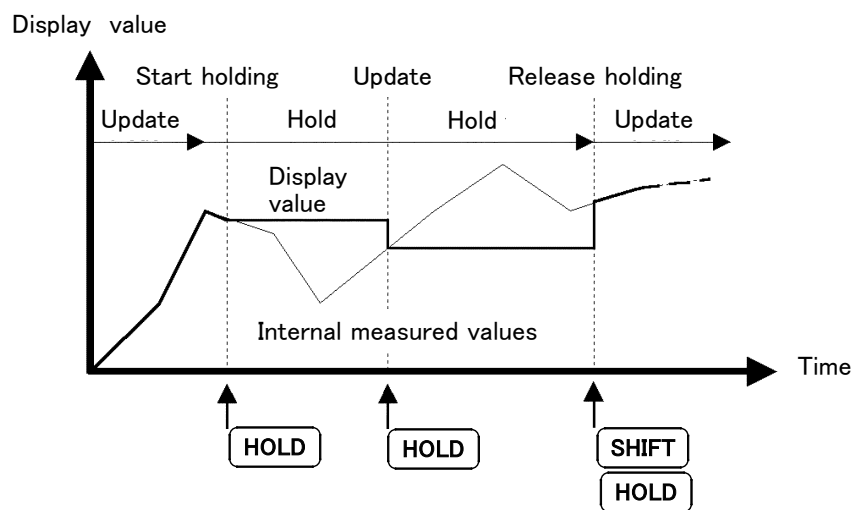 Display value
Start holding
Update
Release holding
Update
Hold
Hold
Update
Display
value
Internal measured values
Time
HOLD
HOLD
SHIFT
HOLD